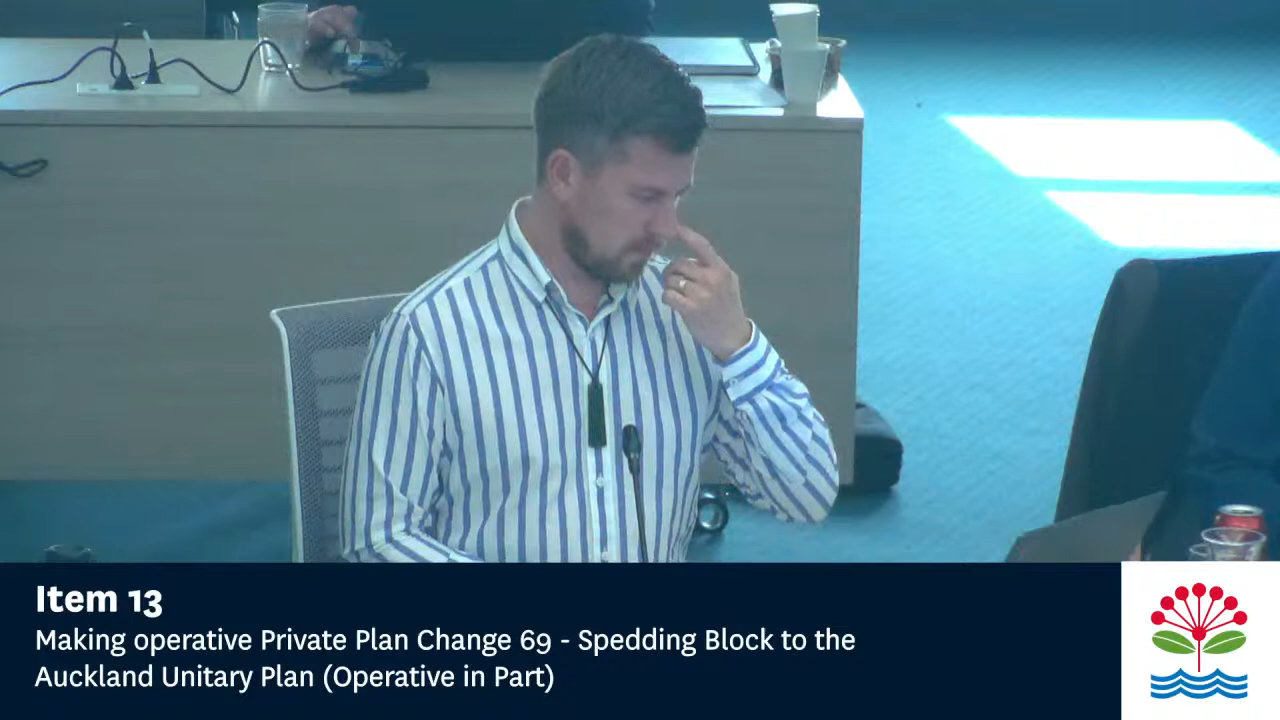 Item 13
Making operative Private Plan Change 69 - Spedding Block to the
Auckland Unitary Plan (Operative in Part)